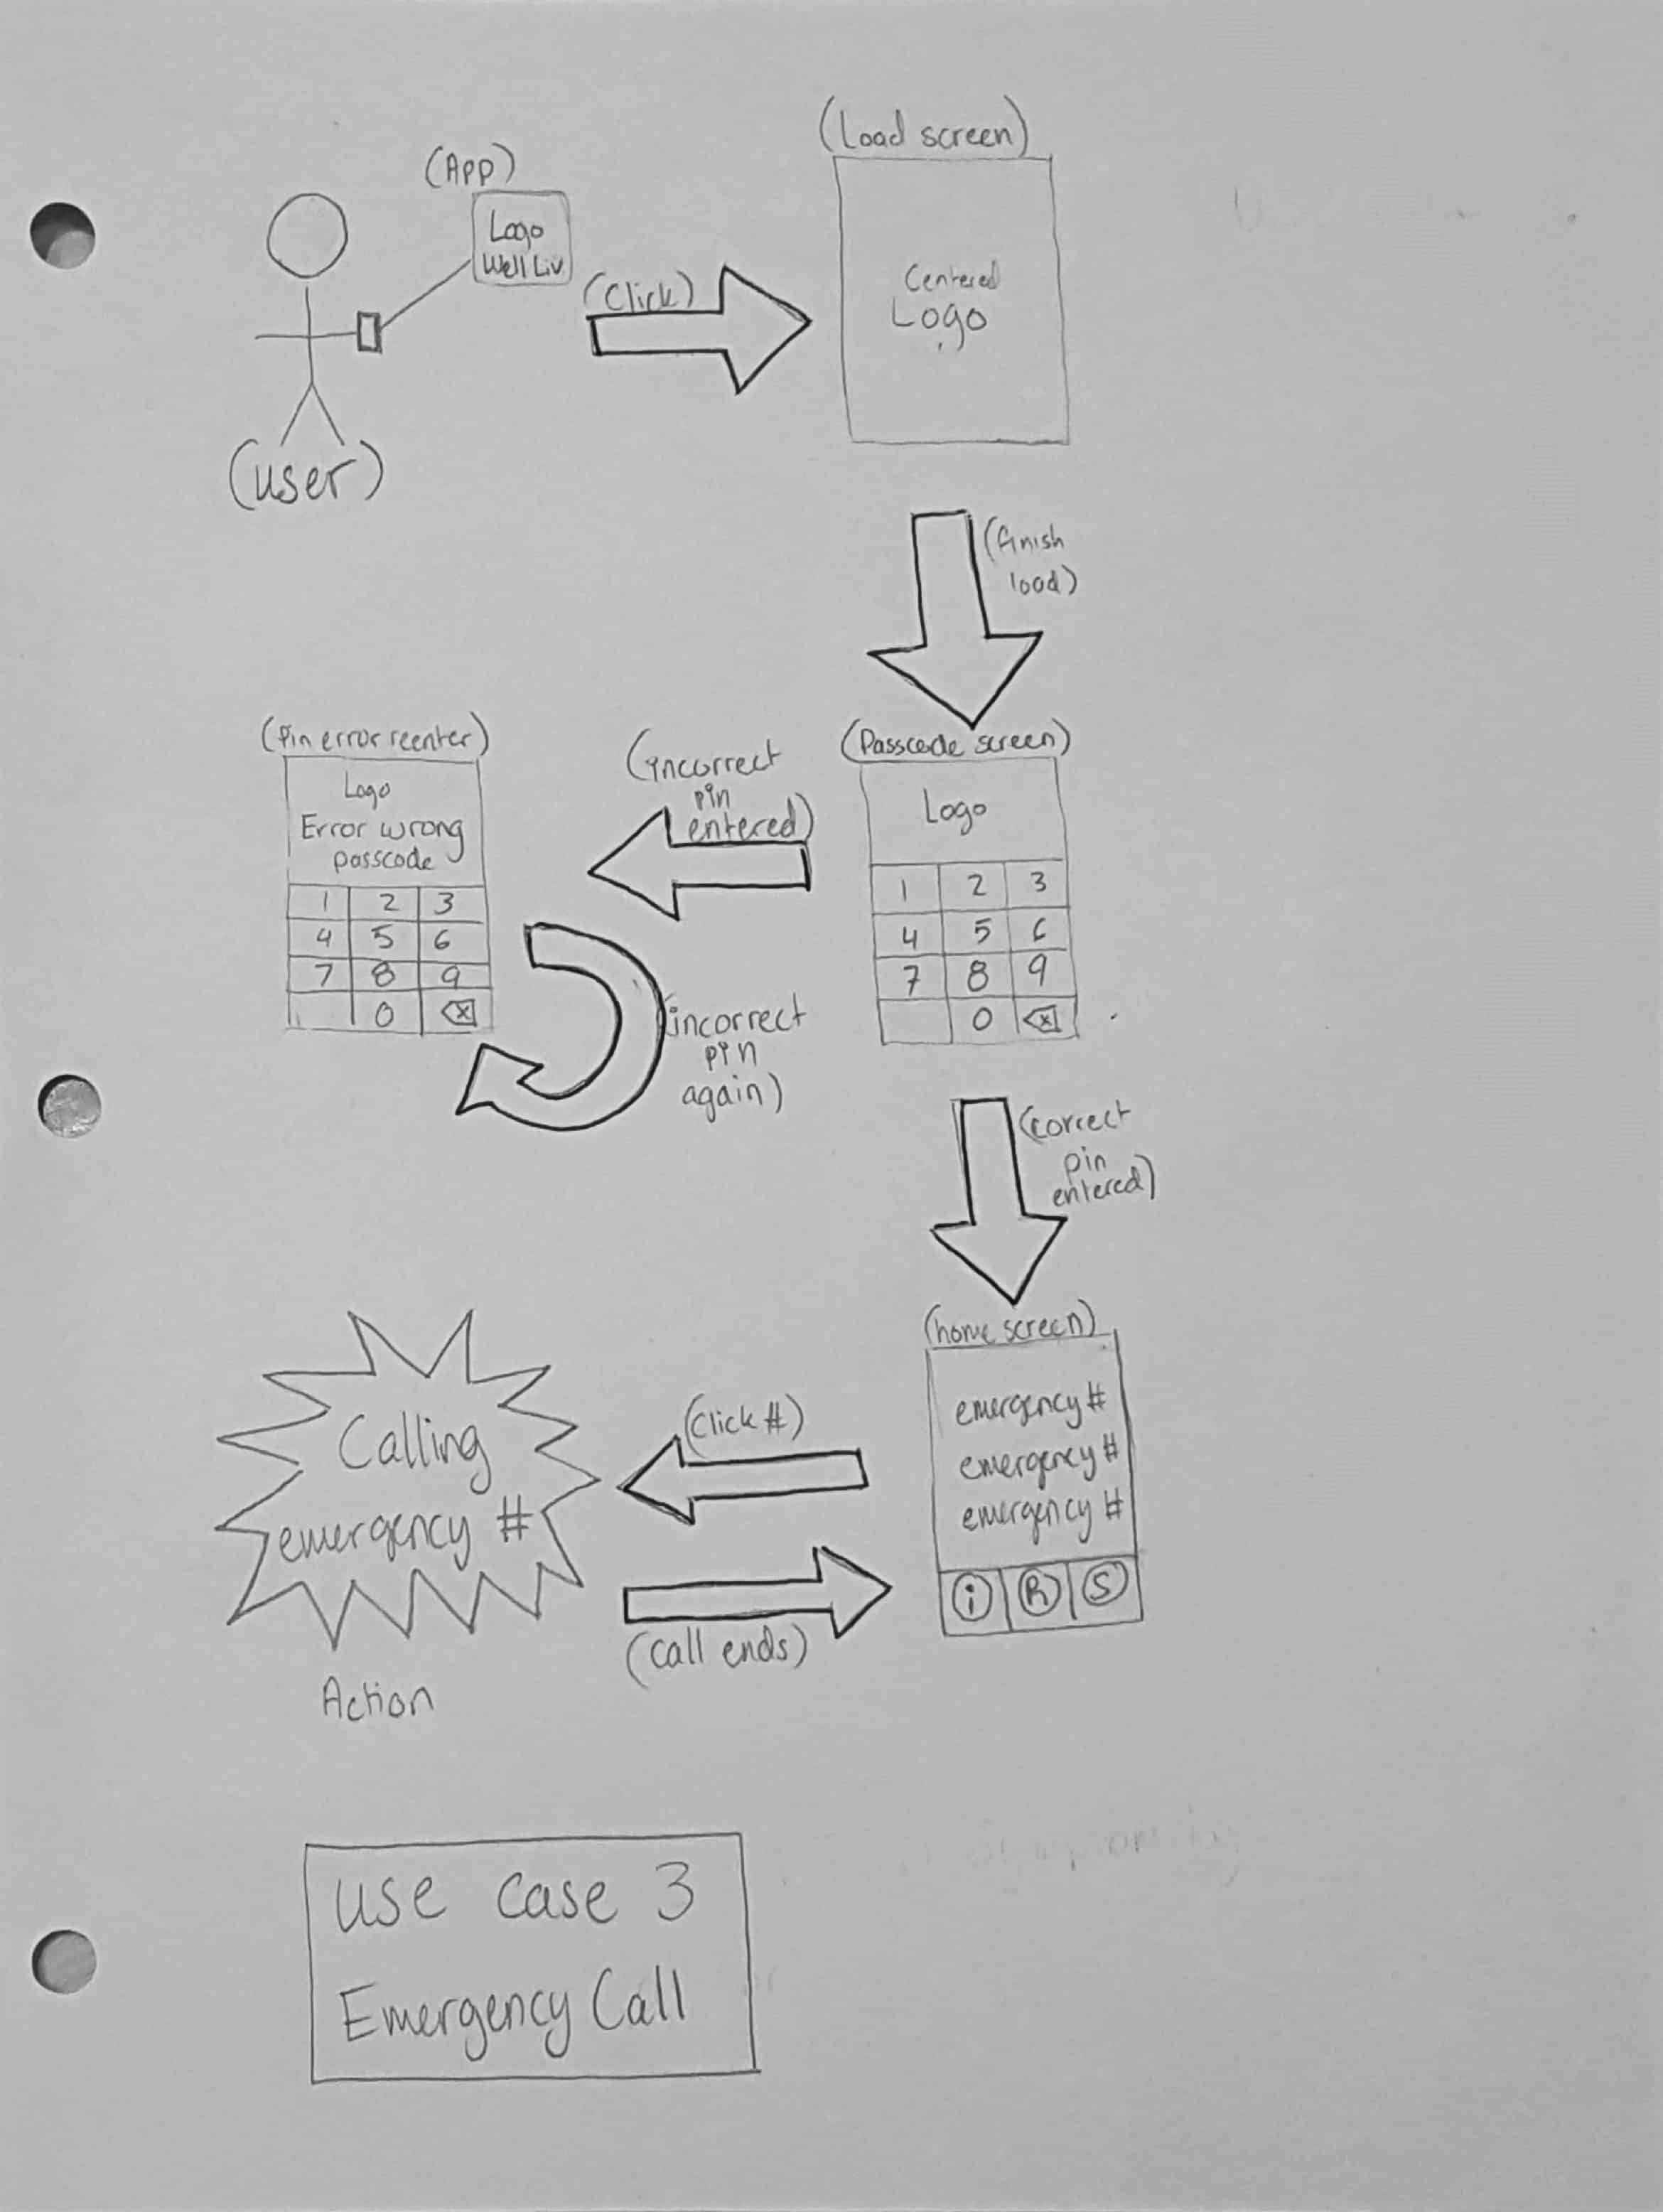 (App)
Logo
Well Liv
(user)
(Click)
(Load screen)
Centered
Logo
(finish
load)
(Passcode screen)
Logo
1 2 3
4 5 6
7 8 9
0
(incorrect
pin
entered)
(Pin error reenter)
Logo
Error wrong
passcode
1 2 3
4 5 6
7 8 9
0
(incorrect
pin
again)
(correct
pin
entered)
(home screen)
emergency #
emergency #
emergency #
i R S
(Click #)
Calling
emergency #
Action
(Call ends)
Use Case 3
Emergency Call